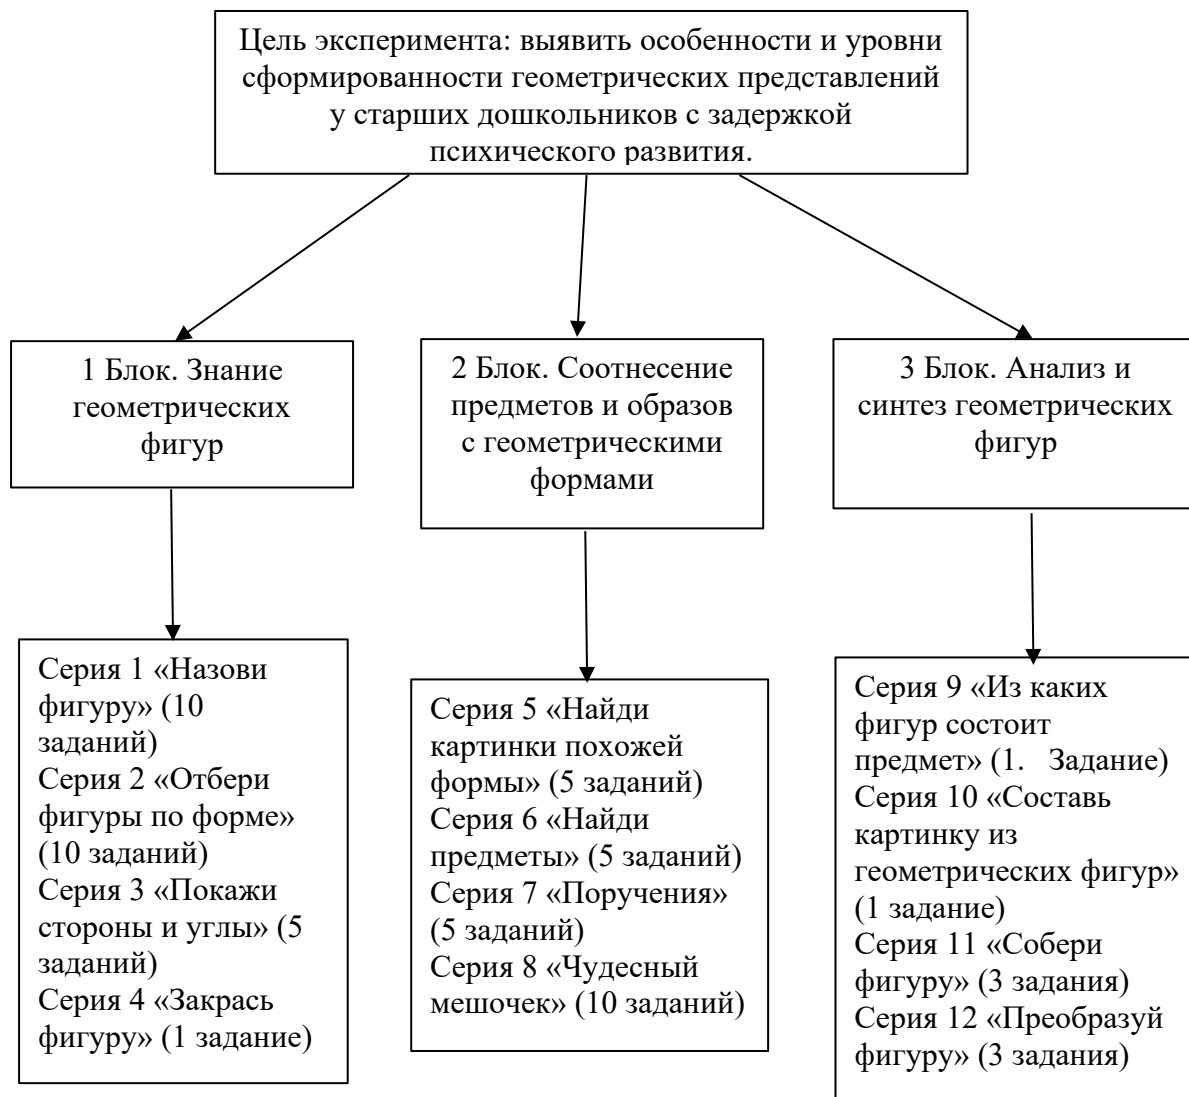 Цель эксперимента: выявить особенности и уровни
сформированности геометрических представлений
у старших дошкольников с задержкой
психического развития.
1 Блок. Знание
геометрических
фигур
2 Блок. Соотнесение
предметов и образов
с геометрическими
формами
3 Блок. Анализ и
синтез геометрических
фигур
Серия 1 «Назови
фигуру» (10
заданий)
Серия 2 «Отбери
фигуры по форме»
(10 заданий)
Серия 3 «Покажи
стороны и углы» (5
заданий)
Серия 4 «Закрась
фигуру» (1 задание)
Серия 5 «Найди
картинки похожей
формы» (5 заданий)
Серия 6 «Найди
предметы» (5 заданий)
Серия 7 «Поручения»
(5 заданий)
Серия 8 «Чудесный
мешочек» (10 заданий)
Серия 9 «Из каких
фигур состоит
предмет» (1. Задание)
Серия 10 «Составь
картинку из
геометрических фигур»
(1 задание)
Серия 11 «Собери
фигуру» (3 задания)
Серия 12 «Преобразуй
фигуру» (3 задания)